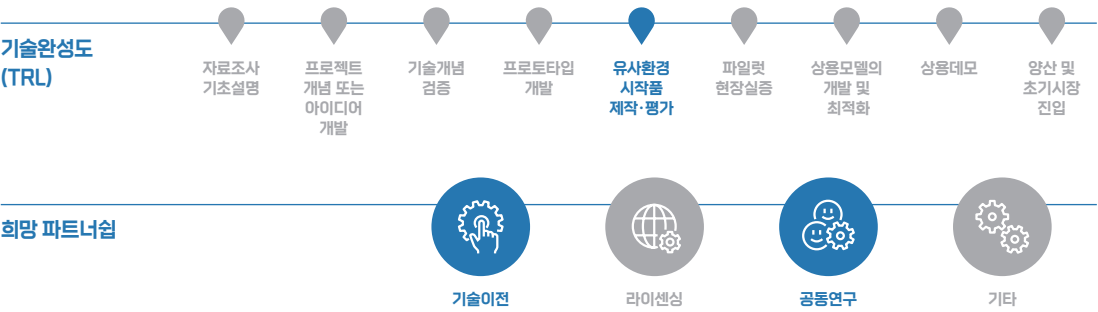 기술완성도
(TRL)
자료조사
기초설명
프로젝트
개념 또는
아이디어
개발
기술개념
검증
프로토타입
개발
유사환경
시작품
제작·평가
파일럿
현장실증
상용모델의
개발 및
최적화
상용데모
양산 및
초기시장
진입
희망 파트너쉽
기술이전
라이센싱
공동연구
기타